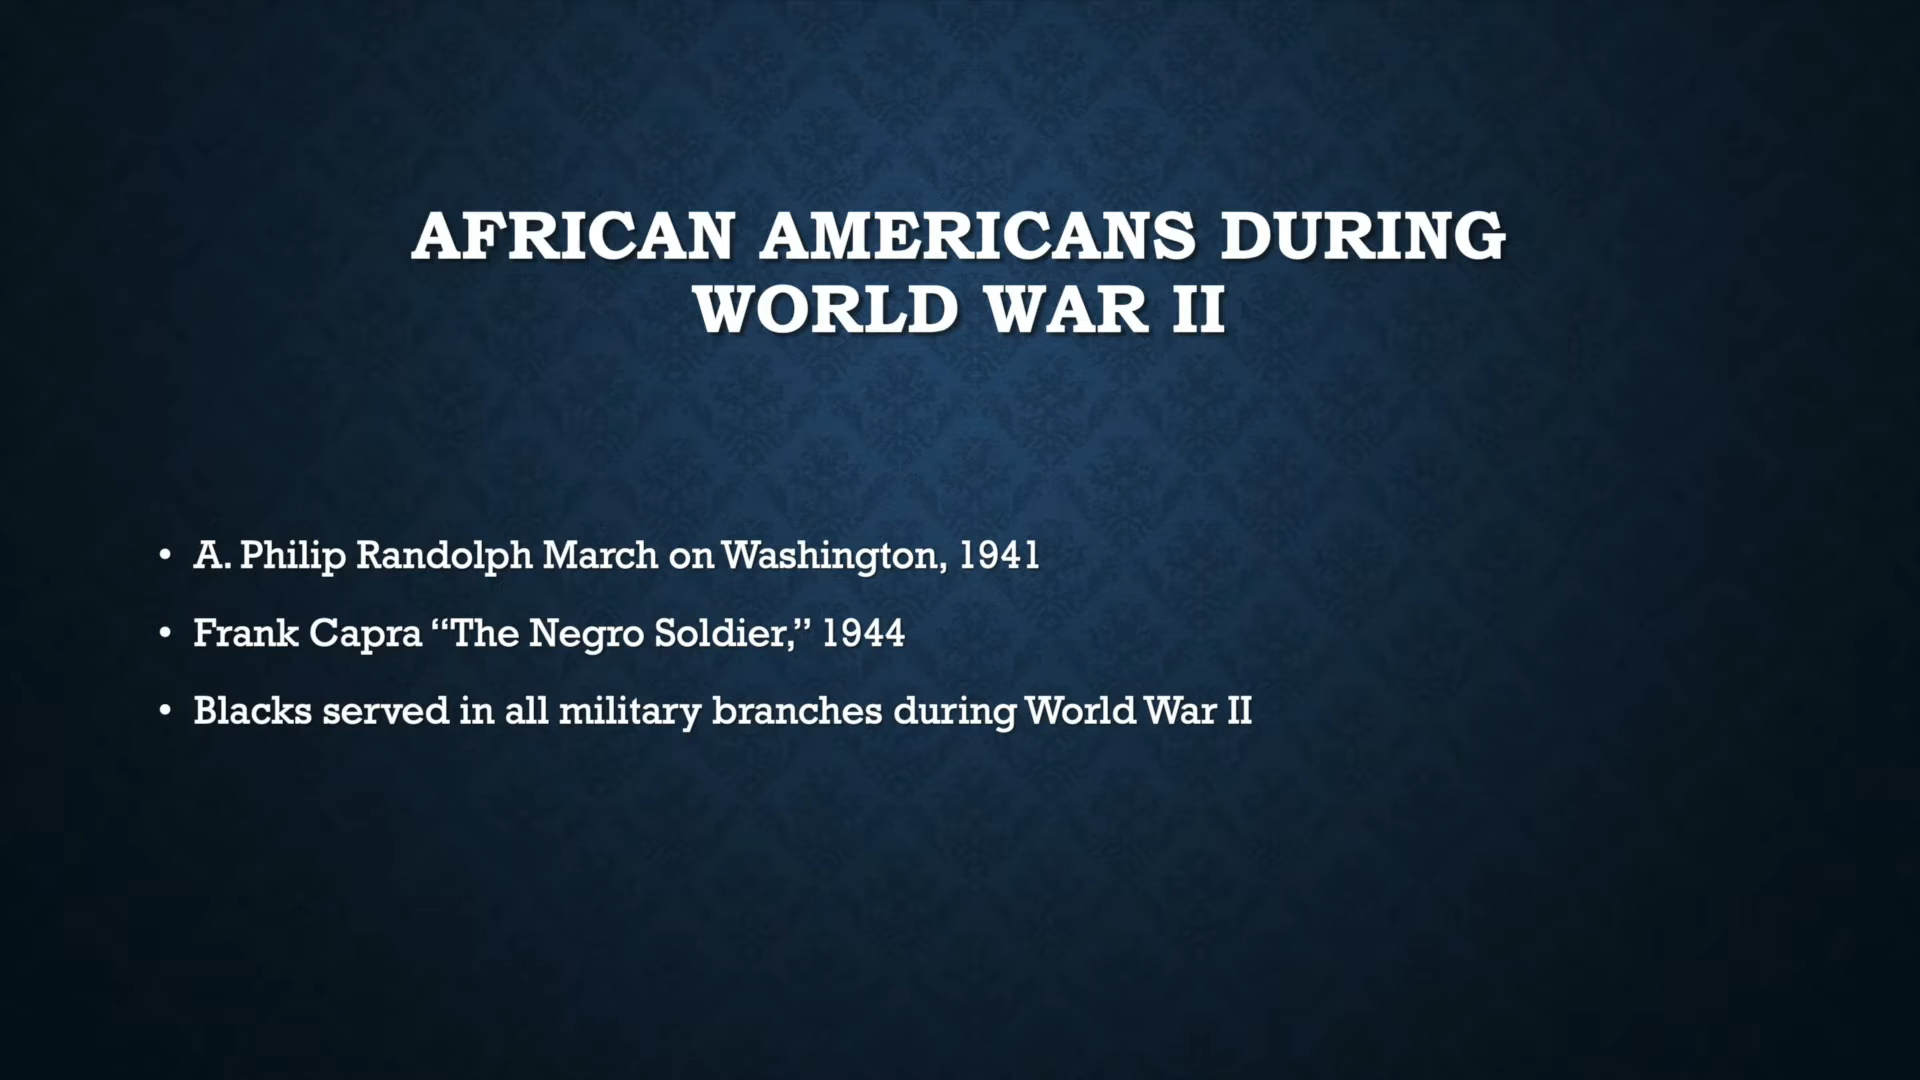 AFRICAN AMERICANS DURING
WORLD WAR II
• A. Philip Randolph March on Washington, 1941
• Frank Capra “The Negro Soldier,” 1944
• Blacks served in all military branches during World War II